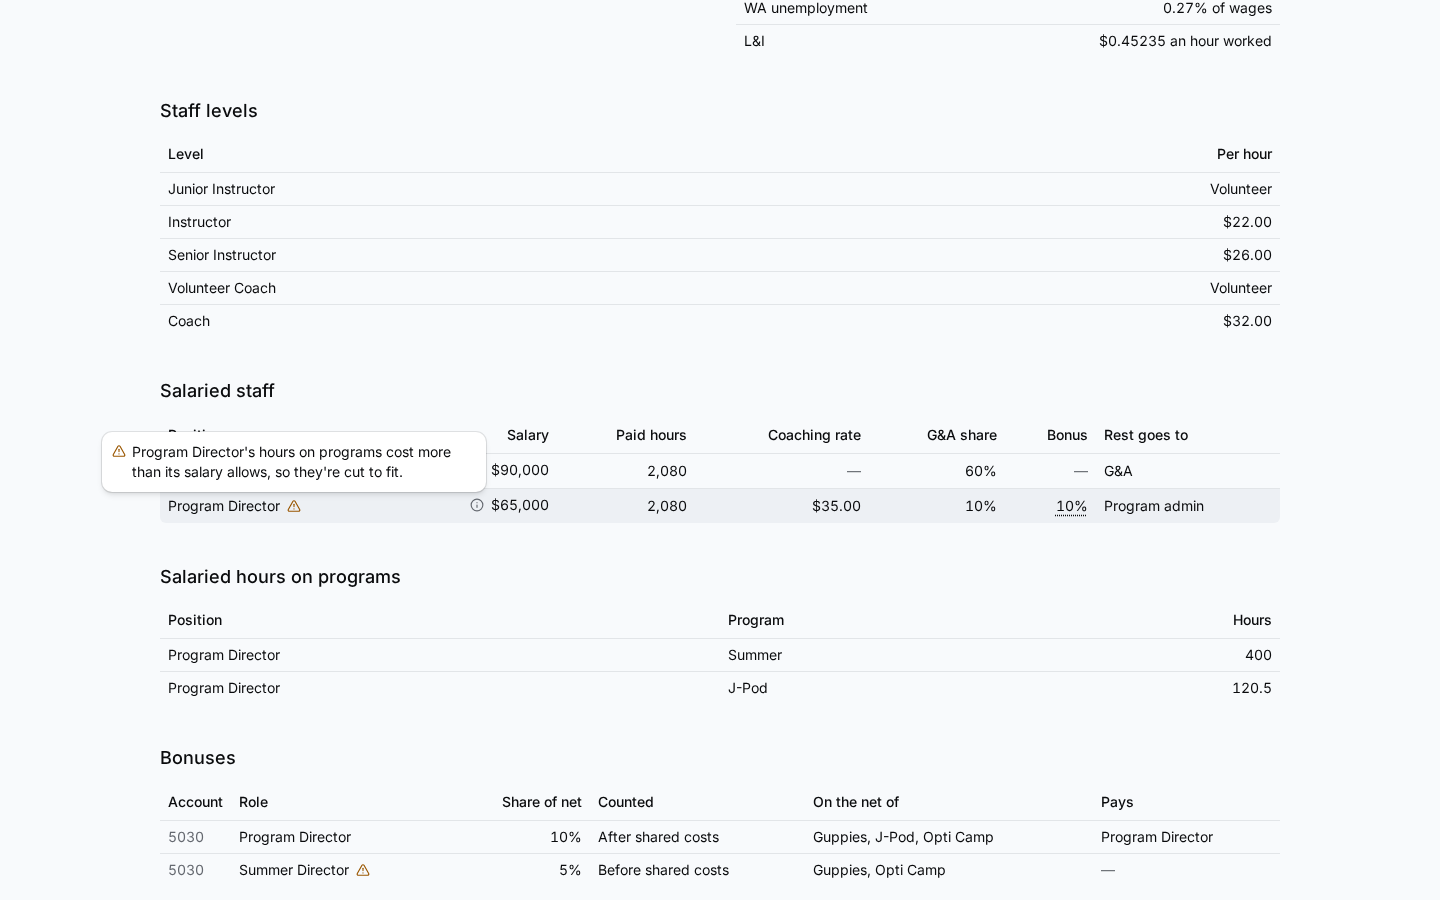 WA unemployment 0.27% of wages
L&I $0.45235 an hour worked
Staff levels
Level Per hour
Junior Instructor Volunteer
Instructor $22.00
Senior Instructor $26.00
Volunteer Coach Volunteer
Coach $32.00
Salaried staff
Salary Paid hours Coaching rate G&A share Bonus Rest goes to
Program Director's hours on programs cost more
than its salary allows, so they're cut to fit.
$90,000 2,080 — 60% — G&A
Program Director $65,000 2,080 $35.00 10% 10% Program admin
Salaried hours on programs
Position Program Hours
Program Director Summer 400
Program Director J-Pod 120.5
Bonuses
Account Role Share of net Counted On the net of Pays
5030 Program Director 10% After shared costs Guppies, J-Pod, Opti Camp Program Director
5030 Summer Director 5% Before shared costs Guppies, Opti Camp —